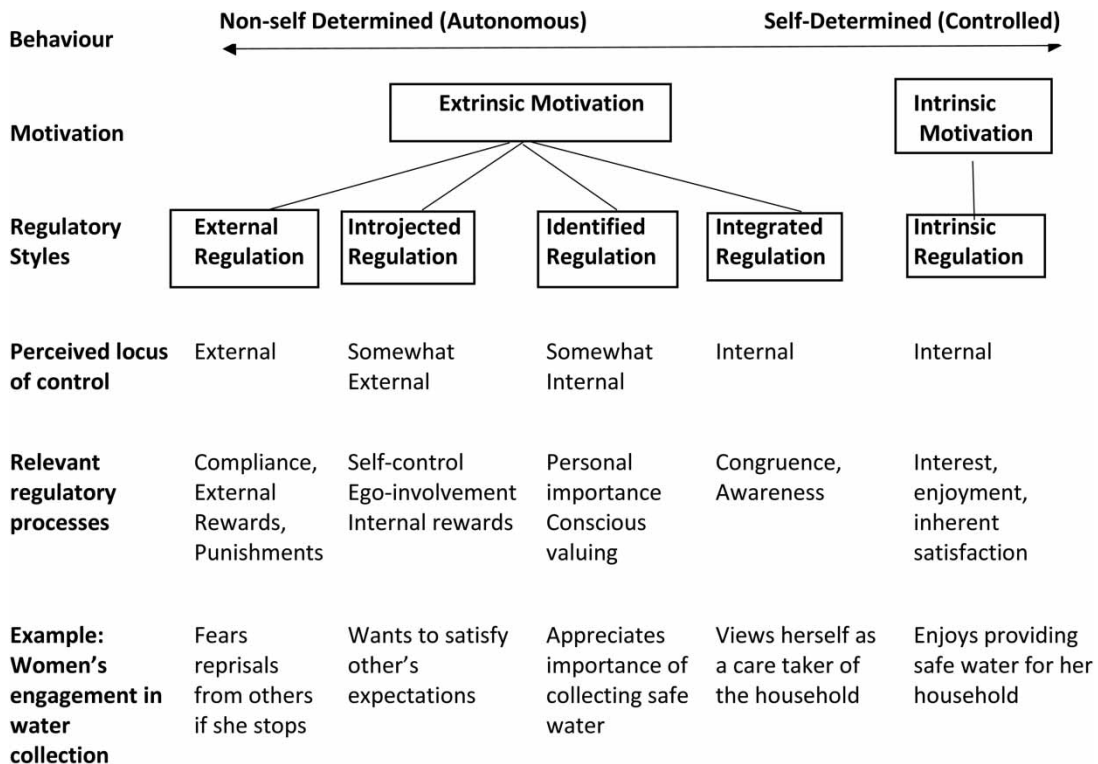 Behaviour
Non-self Determined (Autonomous)
Self-Determined (Controlled)
Motivation
Extrinsic Motivation
Intrinsic
Motivation
Regulatory
Styles
External
Regulation
Introjected
Regulation
Identified
Regulation
Integrated
Regulation
Intrinsic
Regulation
Perceived locus
of control
External
Somewhat
External
Somewhat
Internal
Internal
Internal
Relevant
regulatory
processes
Compliance,
External
Rewards,
Punishments
Self-control
Ego-involvement
Internal rewards
Personal
importance
Conscious
valuing
Congruence,
Awareness
Interest,
enjoyment,
inherent
satisfaction
Example:
Women's
engagement in
water
collection
Fears
reprisals
from others
if she stops
Wants to satisfy
other's
expectations
Appreciates
importance of
collecting safe
water
Views herself as
a care taker of
the household
Enjoys providing
safe water for her
household